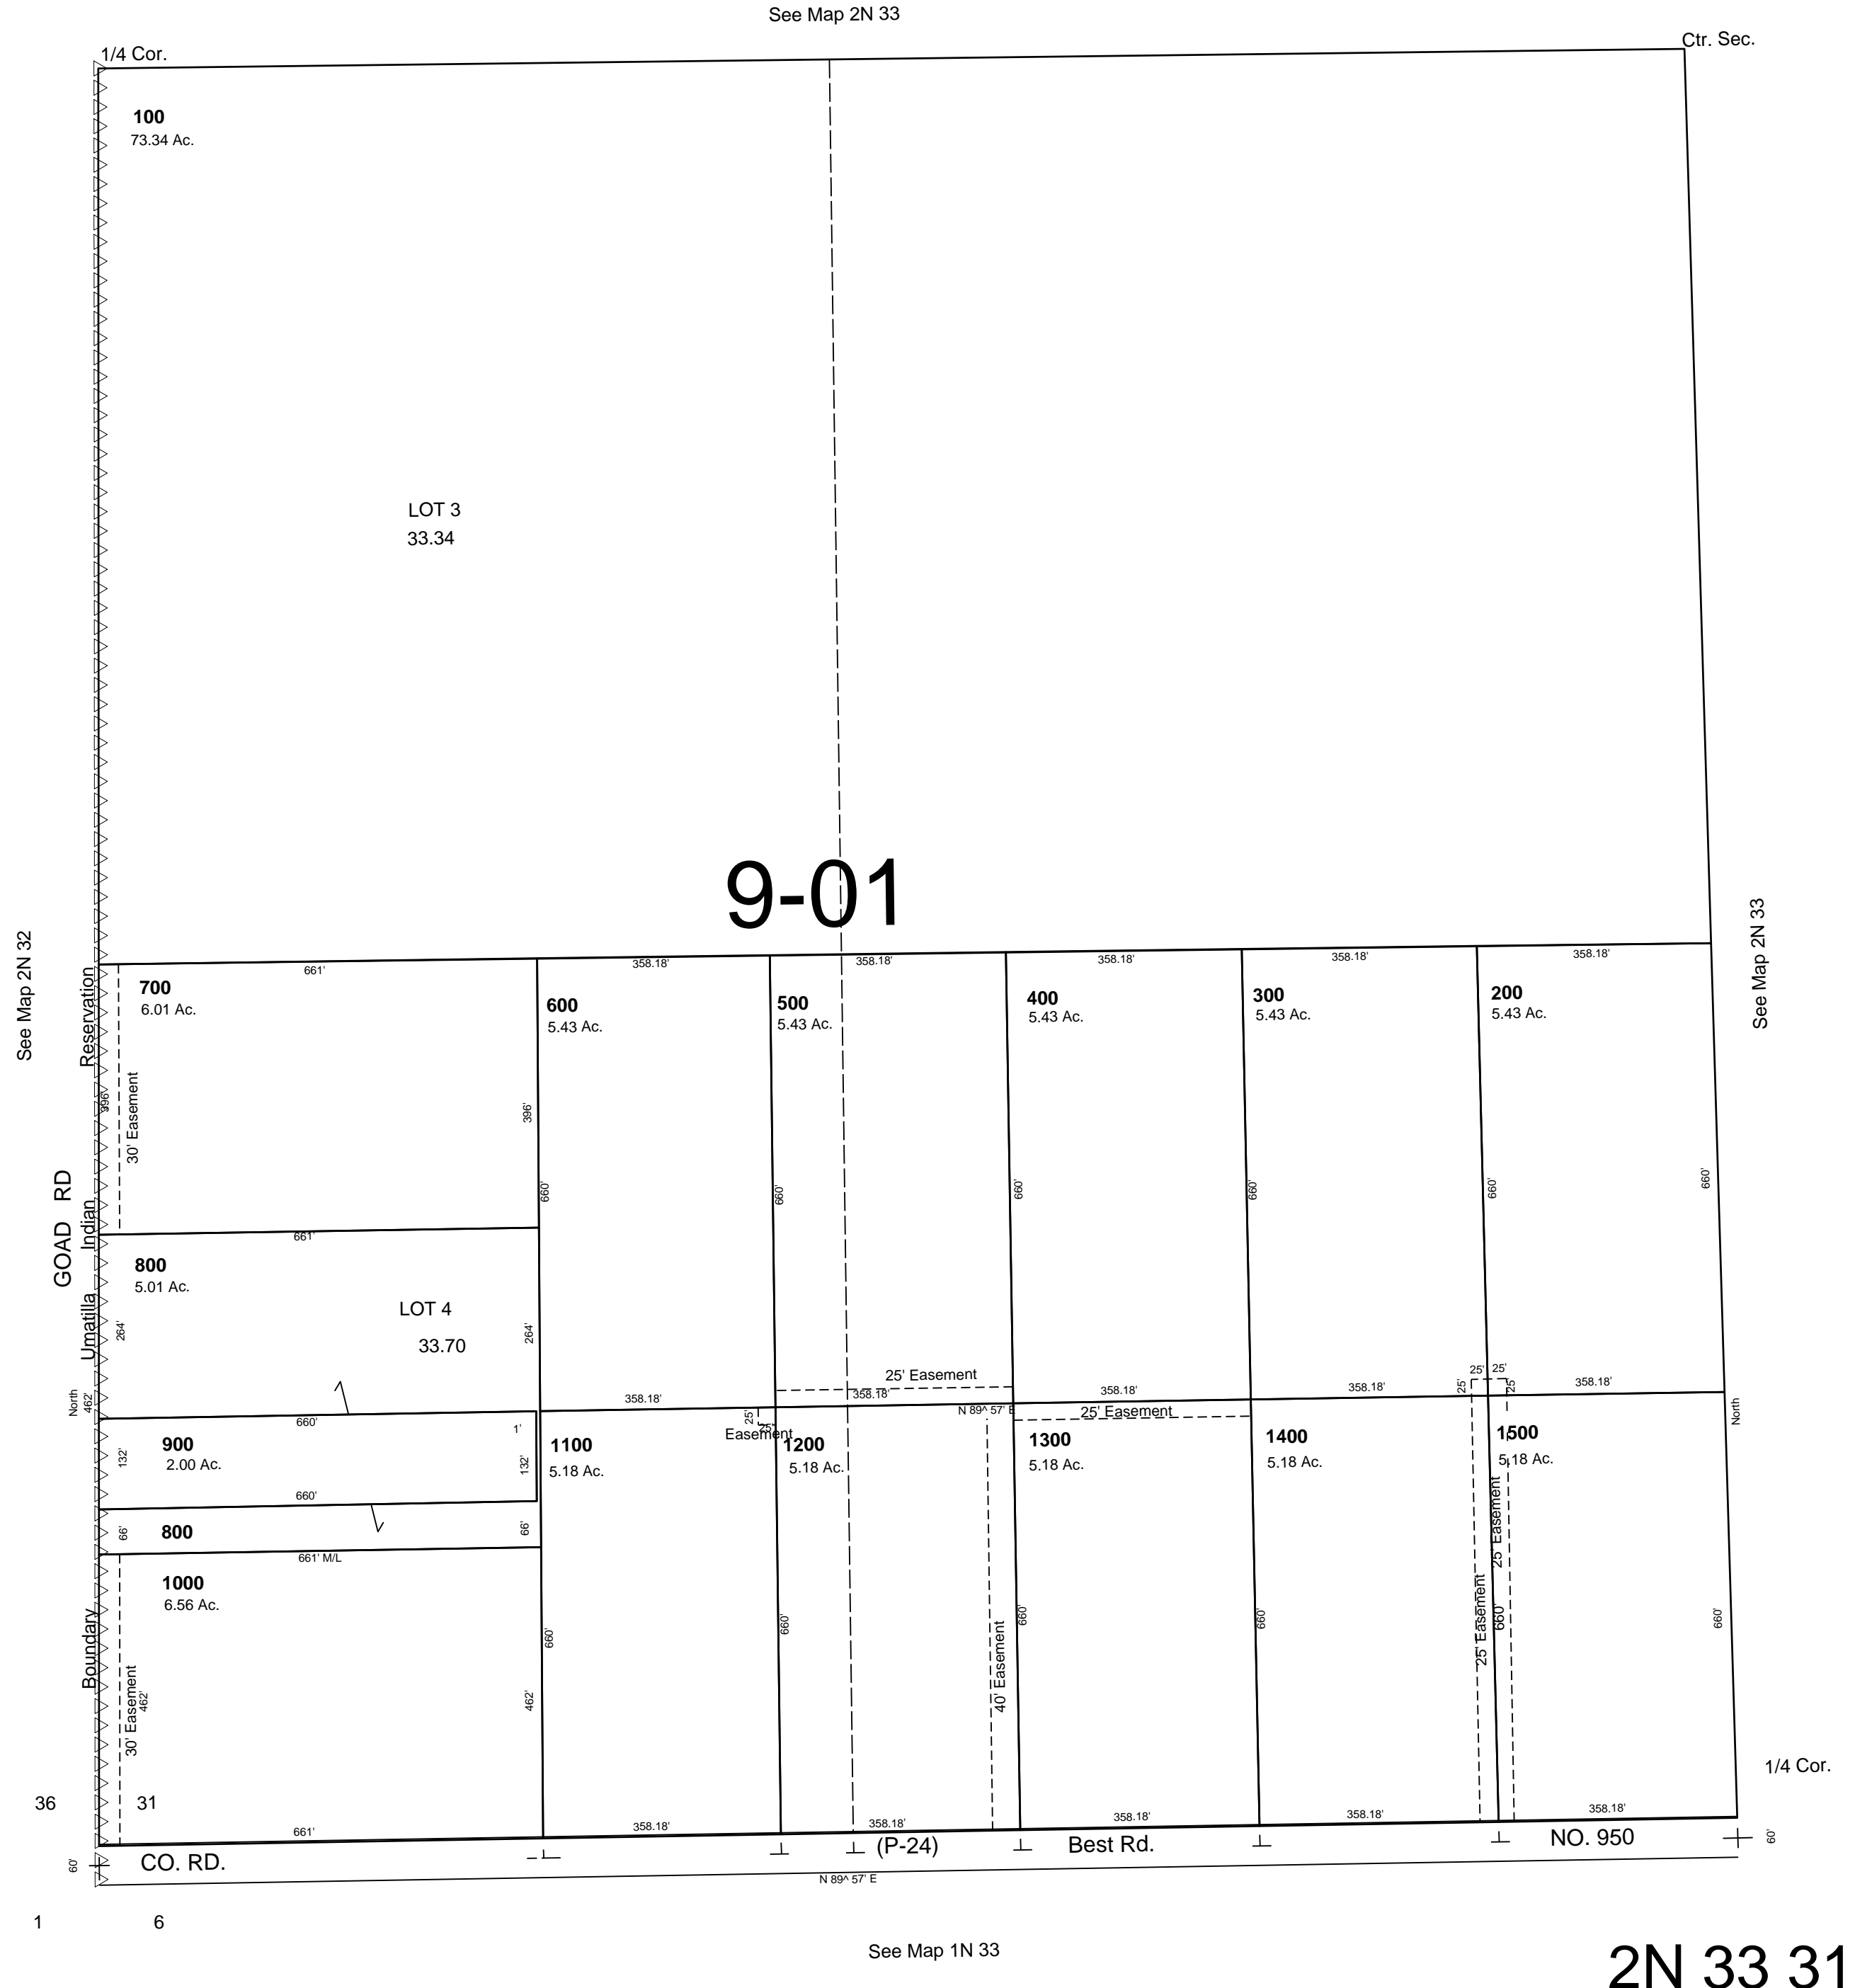 See Map 2N 33
1/4 Cor.
Ctr. Sec.
100
73.34 Ac.
LOT 3
33.34
9-01
See Map 2N 32
See Map 2N 33
GOAD RD
Reservation
Indian
Umatilla
Boundary
661'
358.18'
358.18'
358.18'
358.18'
358.18'
700
6.01 Ac.
600
5.43 Ac.
500
5.43 Ac.
400
5.43 Ac.
300
5.43 Ac.
200
5.43 Ac.
396'
30' Easement
396'
660'
660'
660'
660'
660'
660'
661'
800
5.01 Ac.
LOT 4
33.70
264'
264'
North
462'
25' Easement
25'
25'
25'
25'
358.18'
358.18'
358.18'
358.18'
358.18'
N 89^ 57' E
25' Easement
North
660'
1'
25'
25'
Easement
900
2.00 Ac.
132'
132'
1100
5.18 Ac.
1200
5.18 Ac.
1300
5.18 Ac.
1400
5.18 Ac.
1500
5.18 Ac.
660'
66'
800
66'
661' M/L
1000
6.56 Ac.
25' Easement
25' Easement
660'
660'
660'
660'
660'
660'
40' Easement
30' Easement
462'
462'
1/4 Cor.
36
31
661'
358.18'
358.18'
358.18'
358.18'
358.18'
60'
CO. RD.
(P-24)
Best Rd.
NO. 950
60'
N 89^ 57' E
1
6
See Map 1N 33
2N 33 31